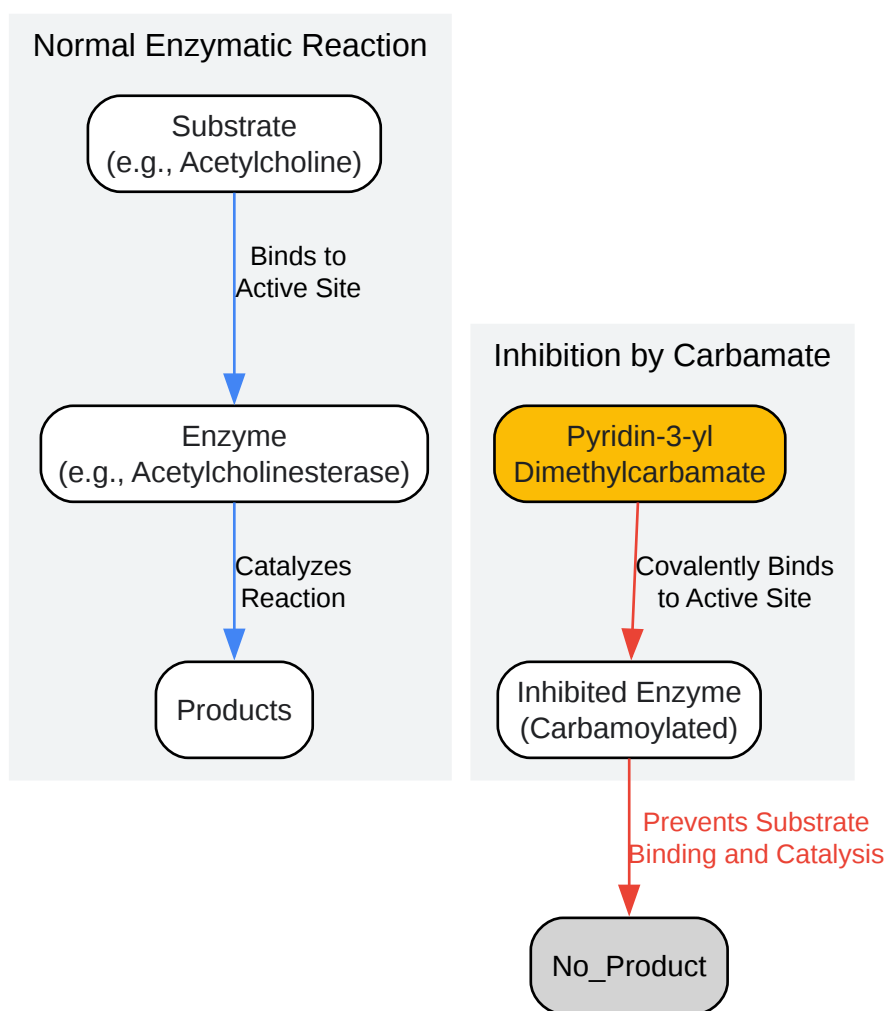 Normal Enzymatic Reaction
Substrate
(e.g., Acetylcholine)
Binds to
Active Site
Enzyme
(e.g., Acetylcholinesterase)
Catalyzes
Reaction
Products
Inhibition by Carbamate
Pyridin-3-yl
Dimethylcarbamate
Covalently Binds
to Active Site
Inhibited Enzyme
(Carbamoylated)
Prevents Substrate
Binding and Catalysis
No_Product